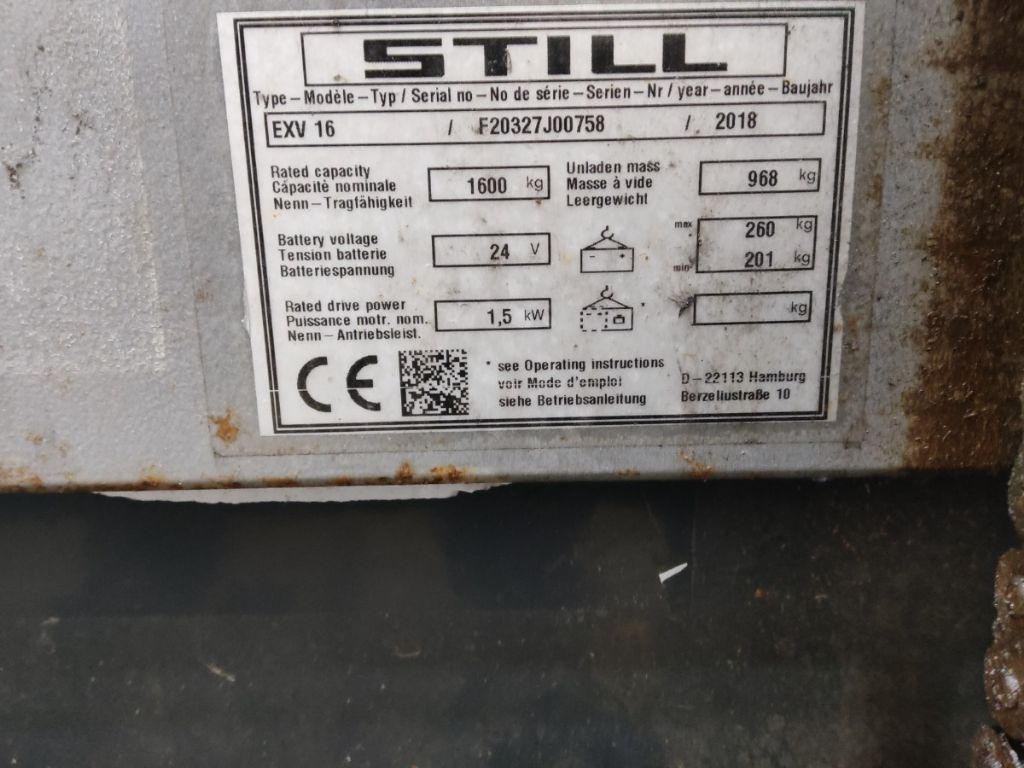 STILL
Type – Modèle – Typ / Serial no – No de série – Serien – Nr / year – année – Baujahr
EXV 16 / F20327J00758 / 2018
Rated capacity
Càpacitè nominale
Nenn – Tragfähigkeit
1600 kg
Unladen mass
Masse à vide
Leergewicht
968 kg
Battery voltage
Tension batterie
Batteriespannung
24 V
max. 260 kg
min. 201 kg
Rated drive power
Puissance motr. nom.
Nenn – Antriebsleist.
1,5 kW
* kg
CE
* see Operating instructions
voir Mode d'emploi
siehe Betriebsanleitung
D – 22113 Hamburg
Berzeliustraße 10